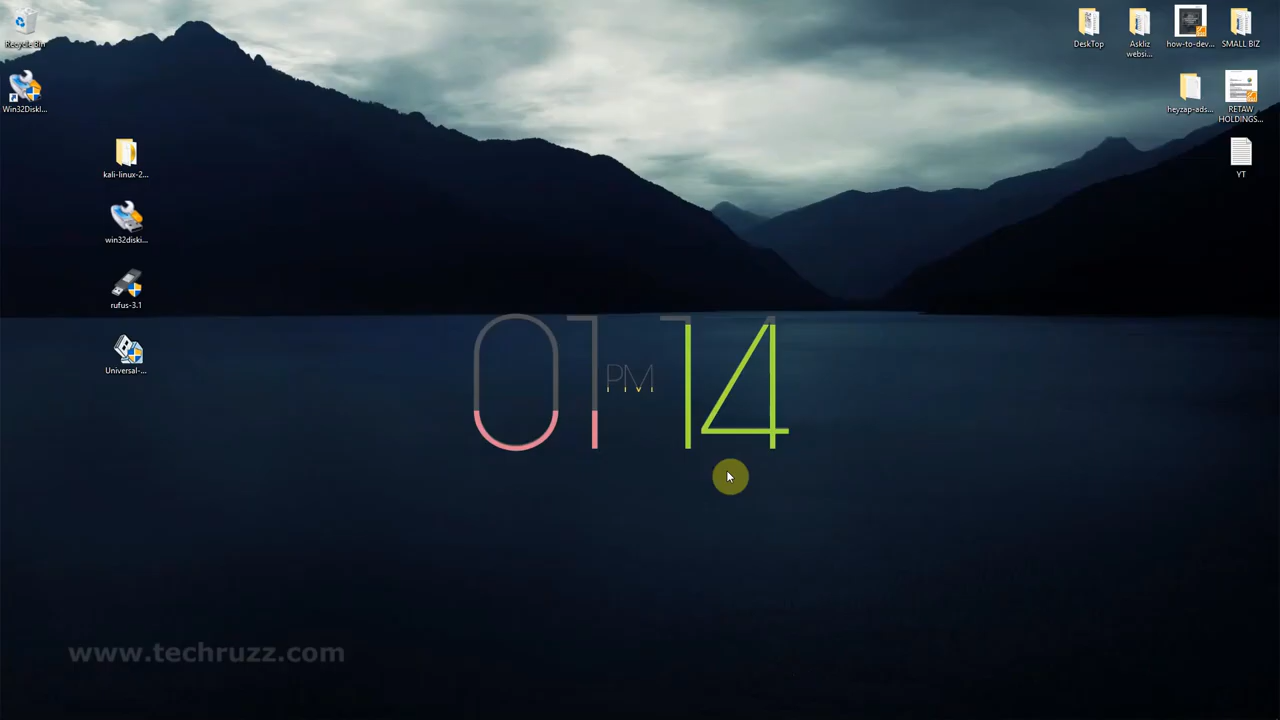 Recycle Bin
Win32DiskI...
kali-linux-2...
win32diski...
rufus-3.1
Universal-...
DeskTop
Askliz
websi...
how-to-dev...
SMALL BIZ
heyzap-ads...
RETAW
HOLDINGS...
YT
01 PM 14
www.techruzz.com